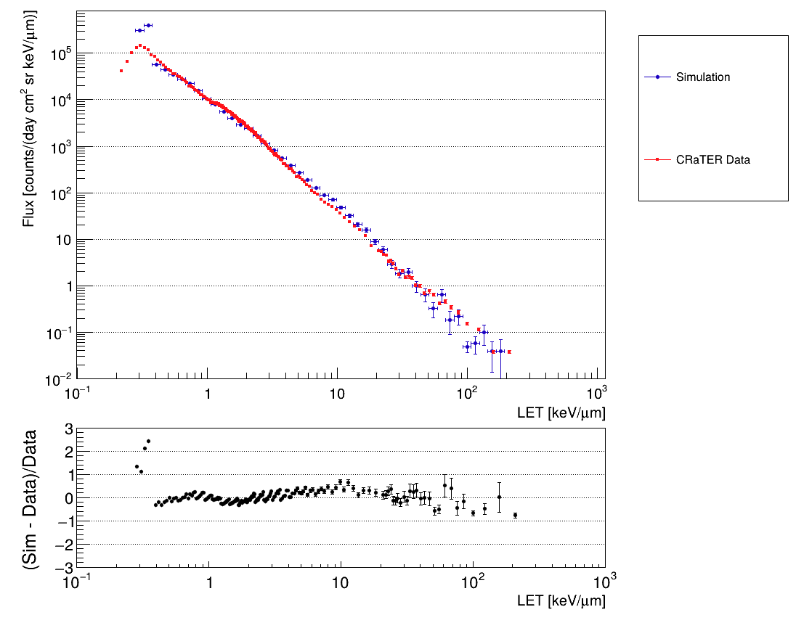 Flux [counts/(day cm² sr keV/μm)]
10⁵
10⁴
10³
10²
10
1
10⁻¹
10⁻²
10⁻¹ 1 10 10² 10³
LET [keV/μm]
Simulation
CRaTER Data
(Sim - Data)/Data
3
2
1
0
−1
−2
−3
10⁻¹ 1 10 10² 10³
LET [keV/μm]